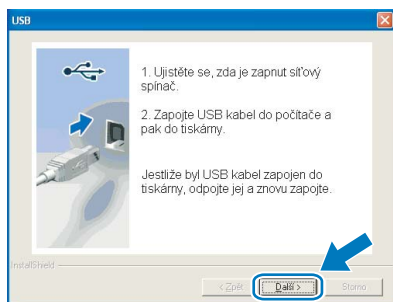 USB
1. Ujistěte se, zda je zapnut síťový
spínač.
2. Zapojte USB kabel do počítače a
pak do tiskárny.
Jestliže byl USB kabel zapojen do
tiskárny, odpojte jej a znovu zapojte.
InstallShield
< Zpět
Další >
Storno